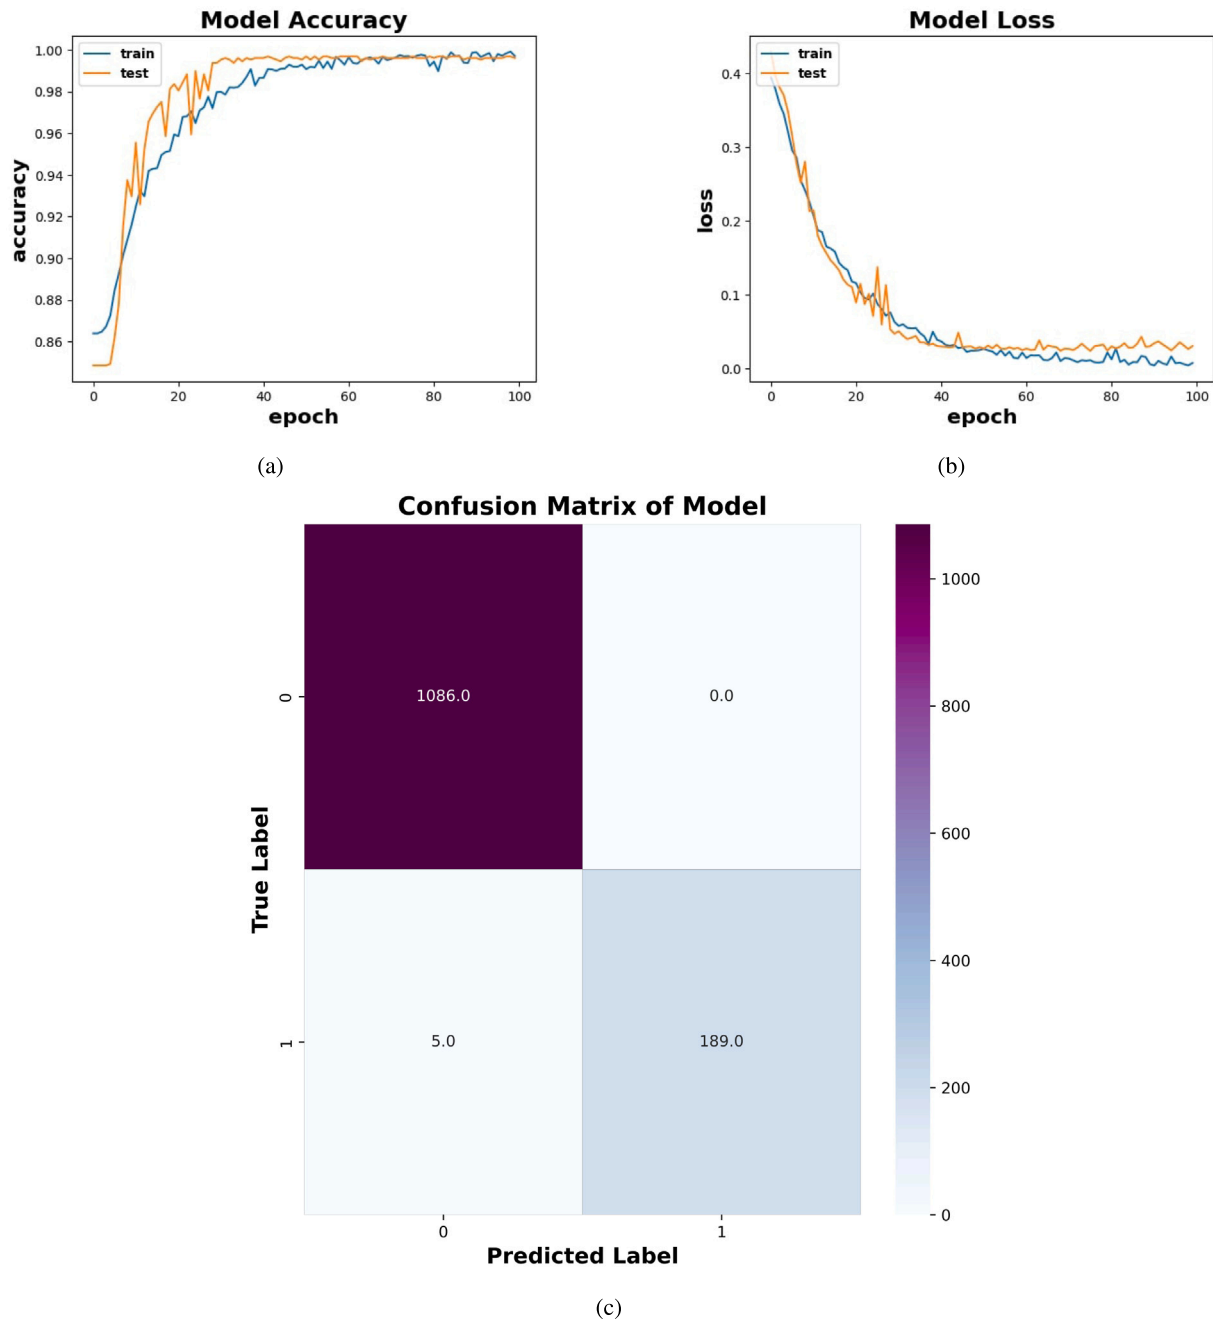 Model Accuracy
train
test
1.00
0.98
0.96
0.94
0.92
0.90
0.88
0.86
accuracy
0 20 40 60 80 100
epoch
(a)
Model Loss
train
test
0.4
0.3
0.2
0.1
0.0
loss
0 20 40 60 80 100
epoch
(b)
Confusion Matrix of Model
1086.0 0.0
5.0 189.0
0
1
True Label
0 1
Predicted Label
1000
800
600
400
200
0
(c)